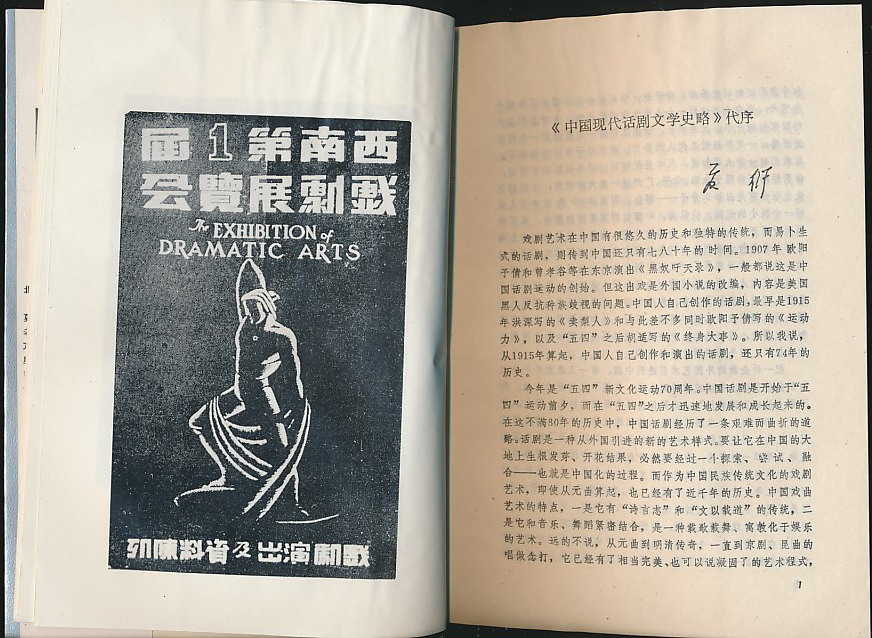 西南第1届
戏剧展览会
The EXHIBITION of
DRAMATIC ARTS
戏剧演出及资料陈列
《中国现代话剧文学史略》代序
夏衍
戏剧艺术在中国有很悠久的历史和独特的传统，而易卜生
式的话剧，则传到中国还只有七八十年的时间。1907年欧阳
予倩和曾老谷等在东京演出《黑奴吁天录》，一般都说这是中
国话剧运动的创始。但这出戏是外国小说的改编，内容是美国
黑人反抗种族歧视的问题。中国人自己创作的话剧，最早是1915
年洪深写的《卖梨人》和与此差不多同时欧阳予倩写的《运动
力》，以及“五四”之后胡适写的《终身大事》。所以我说，
从1915年算起，中国人自己创作和演出的话剧，还只有74年的
历史。
今年是“五四”新文化运动70周年。中国话剧是开始于“五
四”运动前夕，而在“五四”之后才迅速地发展和成长起来的。
在这不满80年的历史中，中国话剧经历了一条艰难而曲折的道
路。话剧是一种从外国引进的新的艺术样式。要让它在中国的大
地上生根发芽、开花结果，必然要经过一个探索、尝试、融
合——也就是中国化的过程。而作为中国民族传统文化的戏剧
艺术，即使从元曲算起，也已经有了近千年的历史。中国戏曲
艺术的特点，一是它有“诗言志”和“文以载道”的传统，二
是它和音乐、舞蹈紧密结合，是一种载歌载舞、寓教化于娱乐
的艺术。远的不说，从元曲到明清传奇，一直到京剧、昆曲的
唱做念打，它已经有了相当完美、也可以说凝固了的艺术程式，
1